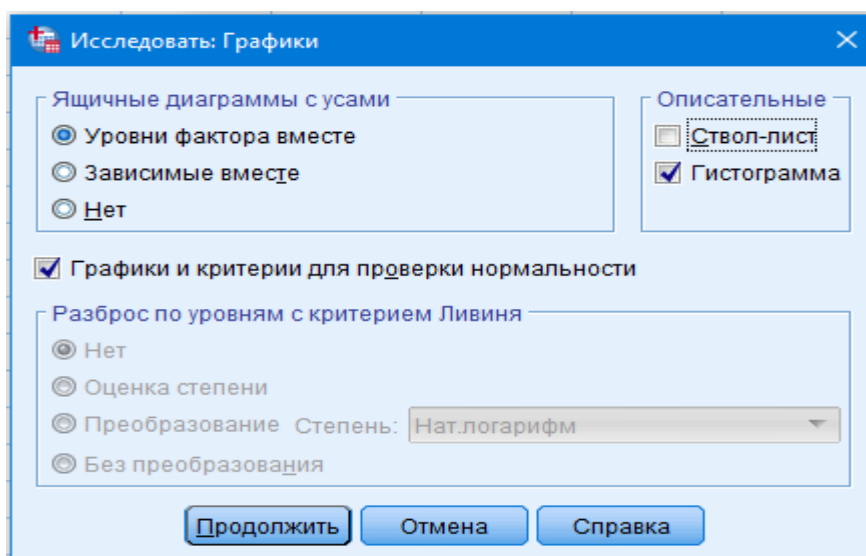 Исследовать: Графики
Ящичные диаграммы с усами
Уровни фактора вместе
Зависимые вместе
Нет
Описательные
Ствол-лист
Гистограмма
Графики и критерии для проверки нормальности
Разброс по уровням с критерием Ливиня
Нет
Оценка степени
Преобразование Степень: Нат.логарифм
Без преобразования
Продолжить Отмена Справка